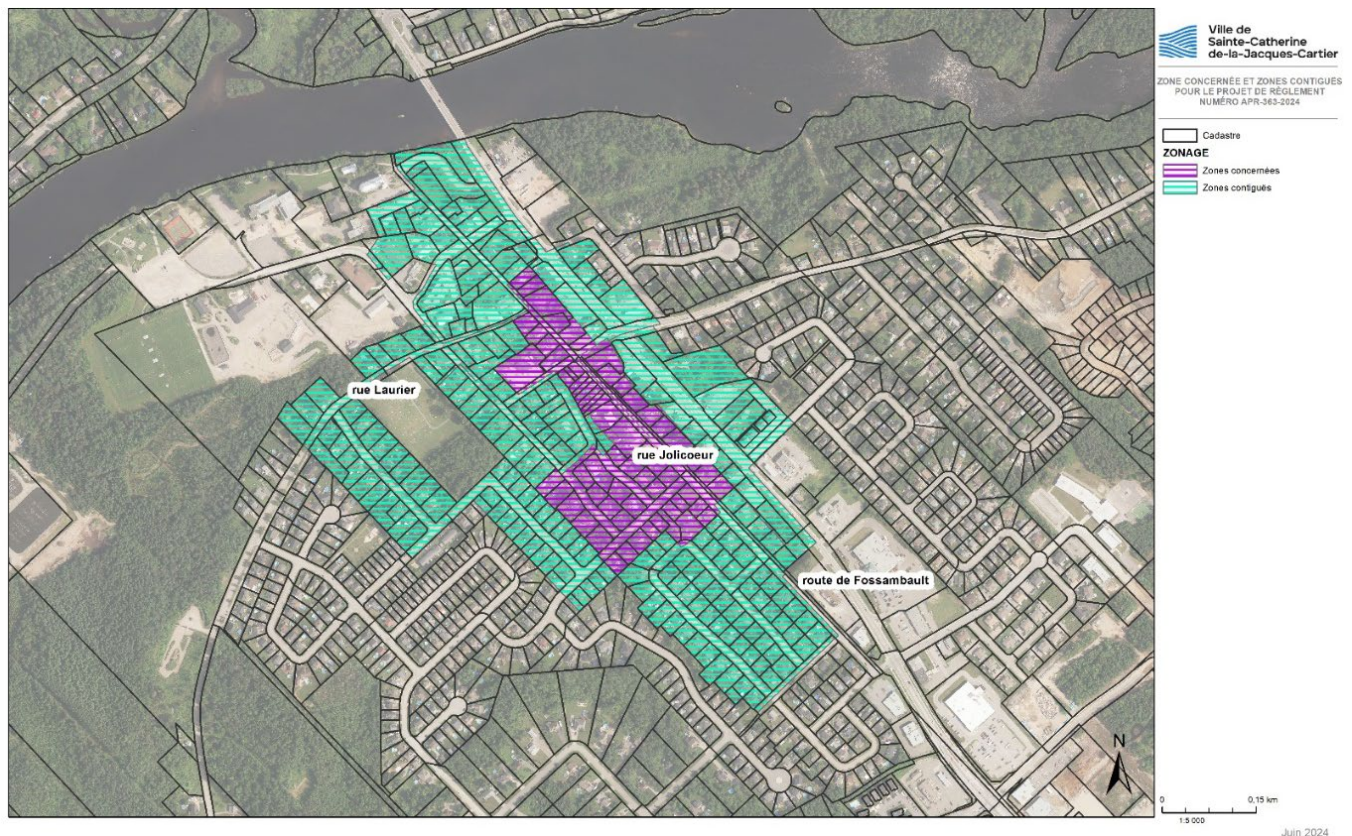 Ville de
Sainte-Catherine
de-la-Jacques-Cartier
ZONE CONCERNÉE ET ZONES CONTIGUËS
POUR LE PROJET DE RÈGLEMENT
NUMÉRO APR-363-2024
Cadastre
ZONAGE
Zones concernées
Zones contiguës
rue Laurier
rue Jolicoeur
route de Fossambault
N
0 0,15 km
1:5 000
Juin 2024